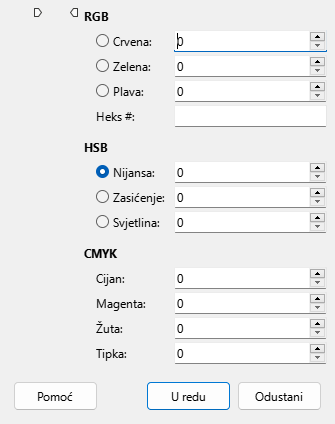 RGB
Crvena: 0
Zelena: 0
Plava: 0
Heks #:
HSB
Nijansa: 0
Zasićenje: 0
Svjetlina: 0
CMYK
Cijan: 0
Magenta: 0
Žuta: 0
Tipka: 0
Pomoć U redu Odustani